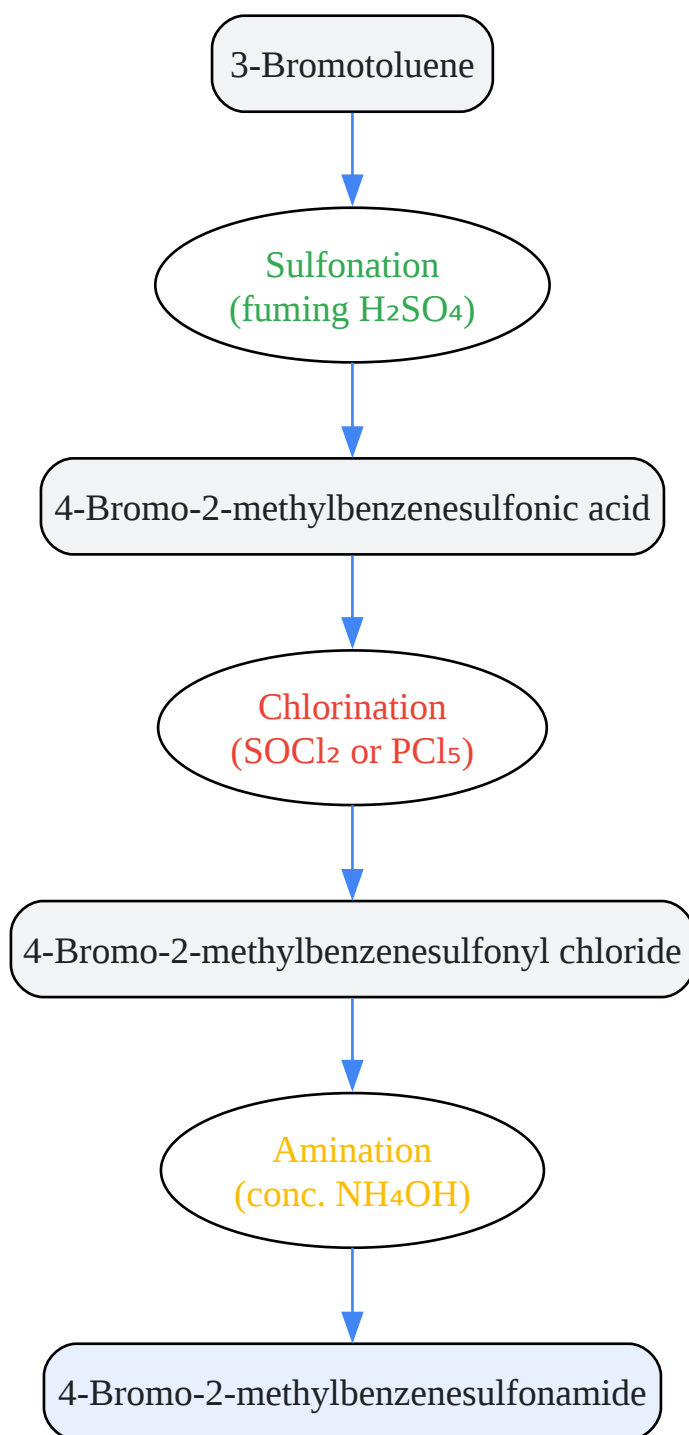 3-Bromotoluene
Sulfonation
(fuming H₂SO₄)
4-Bromo-2-methylbenzenesulfonic acid
Chlorination
(SOCl₂ or PCl₅)
4-Bromo-2-methylbenzenesulfonyl chloride
Amination
(conc. NH₄OH)
4-Bromo-2-methylbenzenesulfonamide